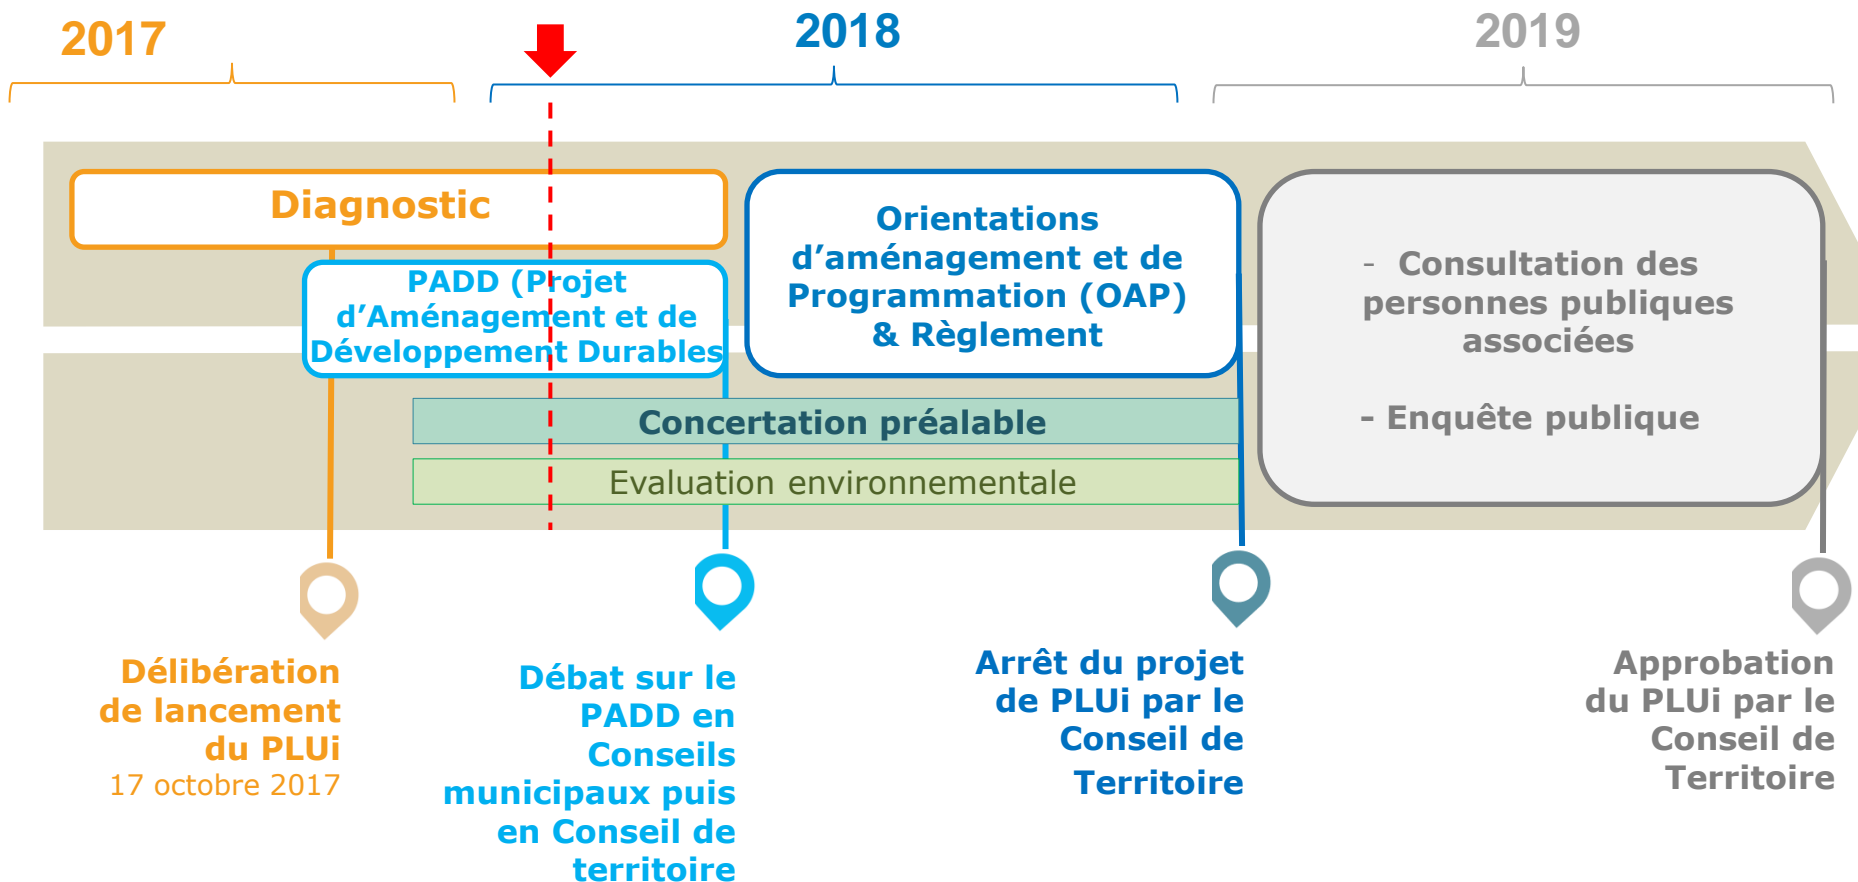 2017
2018
2019
Diagnostic
PADD (Projet
d’Aménagement et de
Développement Durables
Orientations
d’aménagement et de
Programmation (OAP)
& Règlement
- Consultation des
personnes publiques
associées
- Enquête publique
Concertation préalable
Evaluation environnementale
Délibération
de lancement
du PLUi
17 octobre 2017
Débat sur le
PADD en
Conseils
municipaux puis
en Conseil de
territoire
Arrêt du projet
de PLUi par le
Conseil de
Territoire
Approbation
du PLUi par le
Conseil de
Territoire